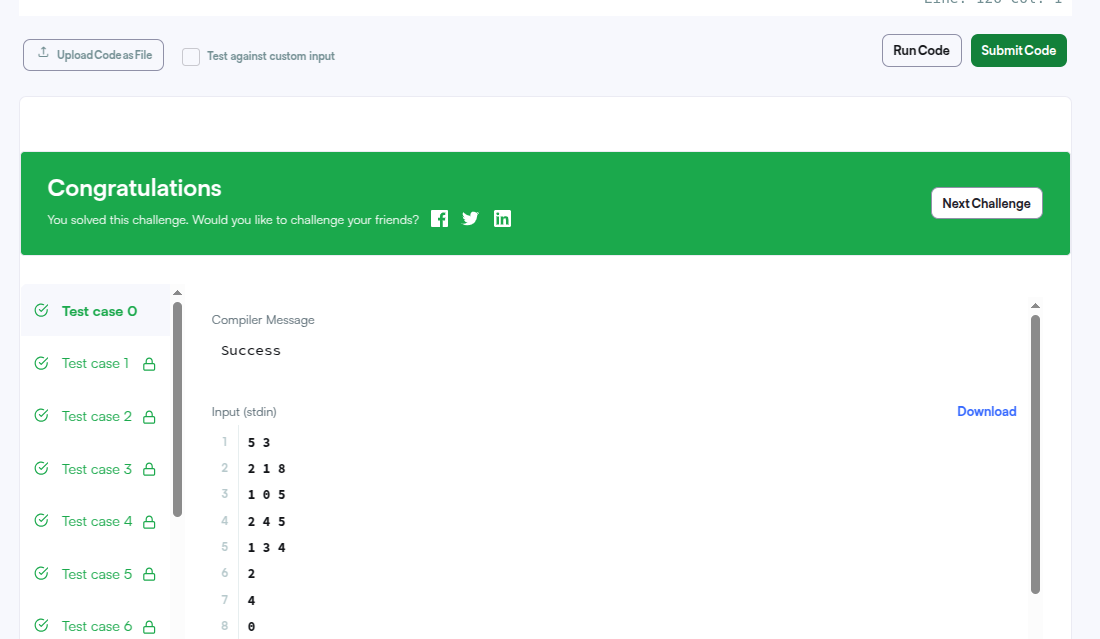 Line: 128 Col: 1
Upload Code as File
Test against custom input
Run Code
Submit Code
Congratulations
You solved this challenge. Would you like to challenge your friends?
Next Challenge
Test case 0
Test case 1
Test case 2
Test case 3
Test case 4
Test case 5
Test case 6
Compiler Message
Success
Input (stdin)
Download
1 5 3
2 2 1 8
3 1 0 5
4 2 4 5
5 1 3 4
6 2
7 4
8 0